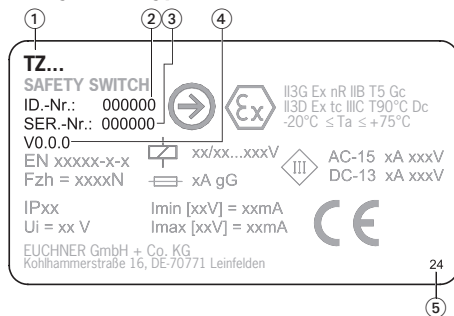 ① ② ③ ④
TZ...
SAFETY SWITCH
ID.-Nr.: 000000
SER.-Nr.: 000000
V0.0.0
Ex
II3G Ex nR IIB T5 Gc
II3D Ex tc IIIC T90°C Dc
-20°C ≤Ta ≤+75°C
EN xxxxx-x-x
Fzh = xxxxN
xx/xx...xxxV
xA gG
III
AC-15 xA xxxV
DC-13 xA xxxV
IPxx
Ui = xx V
Imin [xxV] = xxmA
Imax [xxV] = xxmA
CE
EUCHNER GmbH + Co. KG
Kohlhammerstraße 16, DE-70771 Leinfelden
24
⑤